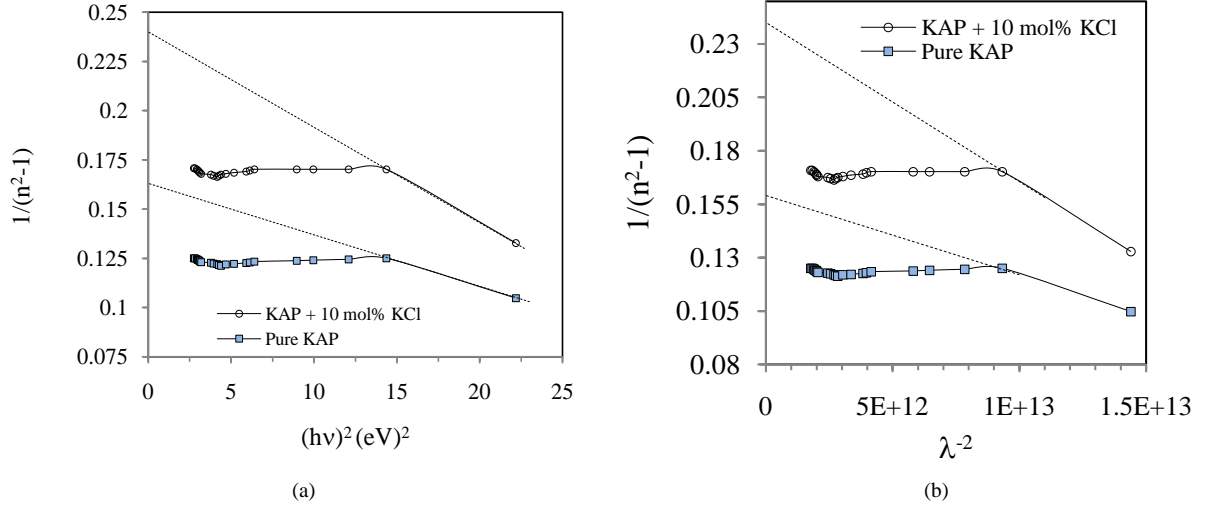 0.25
0.225
0.2
0.175
0.15
0.125
0.1
0.075
1/(n²-1)
KAP + 10 mol% KCl
Pure KAP
0 5 10 15 20 25
(hν)² (eV)²
(a)
KAP + 10 mol% KCl
Pure KAP
0.23
0.205
0.18
0.155
0.13
0.105
0.08
1/(n²-1)
0 5E+12 1E+13 1.5E+13
λ⁻²
(b)